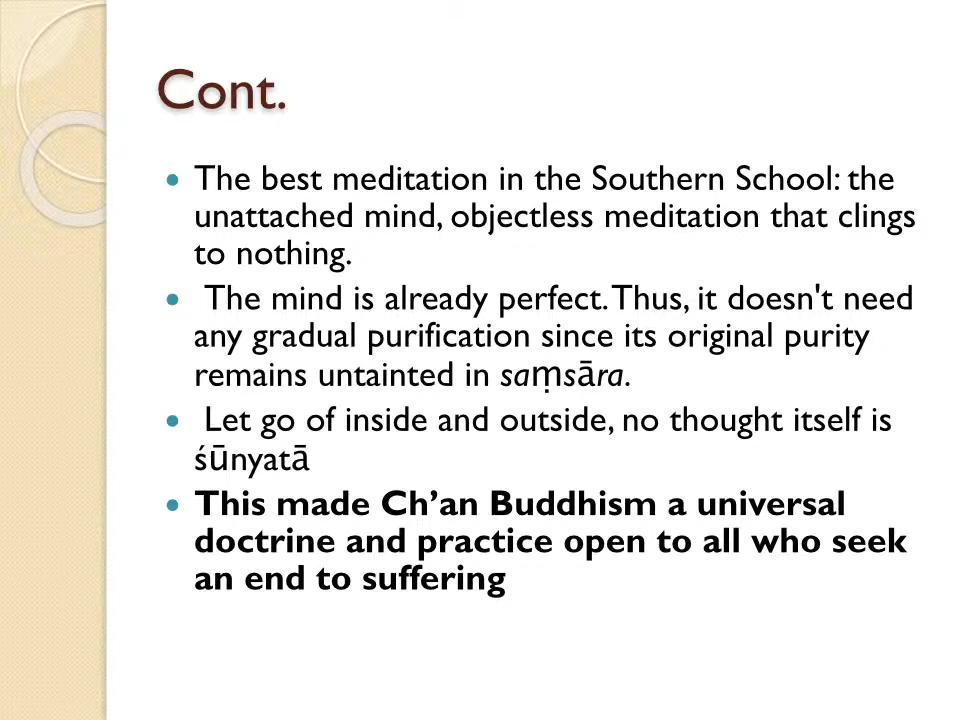 Cont.
The best meditation in the Southern School: the
unattached mind, objectless meditation that clings
to nothing.
The mind is already perfect. Thus, it doesn't need
any gradual purification since its original purity
remains untainted in saṃsāra.
Let go of inside and outside, no thought itself is
śūnyatā
This made Ch’an Buddhism a universal
doctrine and practice open to all who seek
an end to suffering